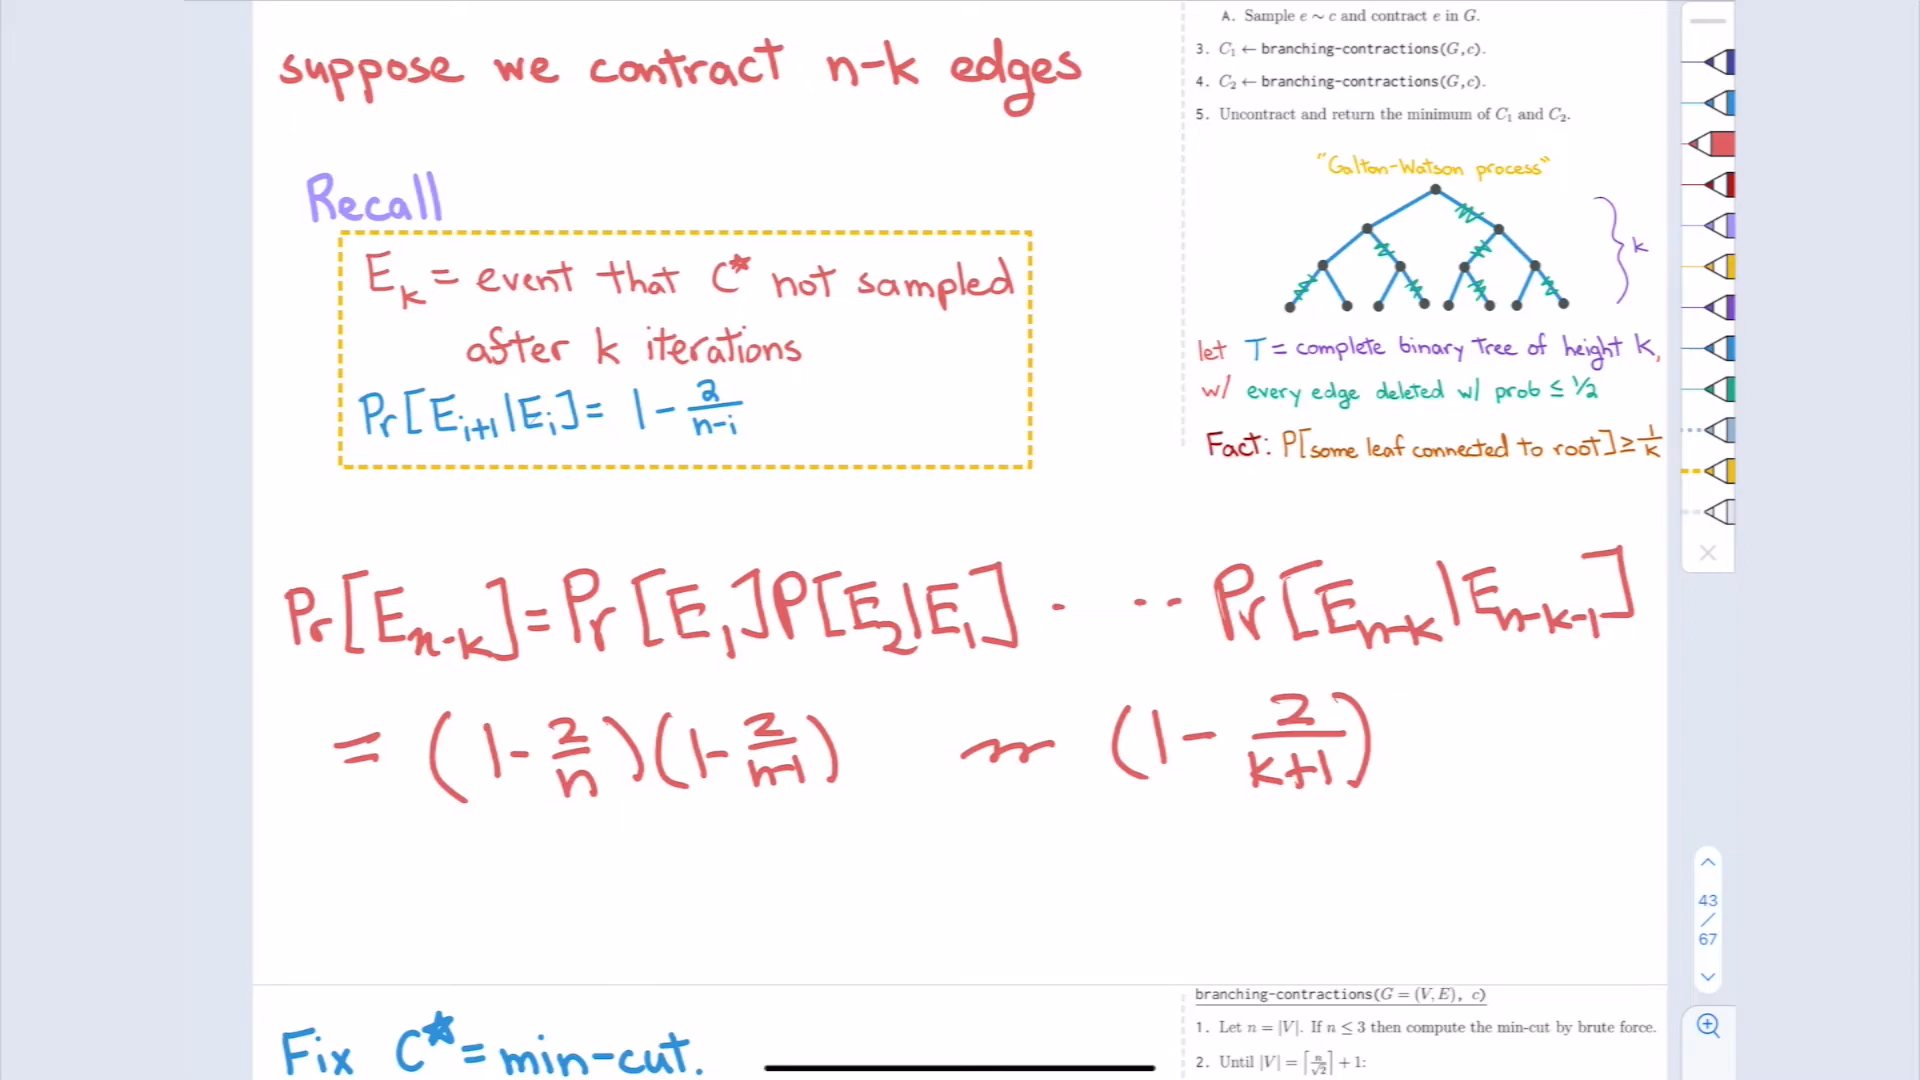 suppose we contract n-k edges
Recall
E_k = event that C* not sampled
after k iterations
Pr[E_{i+1}|E_i] = 1 - 2/(n-i)
Pr[E_{n-k}] = Pr[E_1]P[E_2|E_1] · ·· Pr[E_{n-k}|E_{n-k-1}]
= (1 - 2/n)(1 - 2/(n-1)) ~ (1 - 2/(k+1))
Fix C* = min-cut.
A. Sample e ∼ c and contract e in G.
3. C₁ ← branching-contractions(G,c).
4. C₂ ← branching-contractions(G,c).
5. Uncontract and return the minimum of C₁ and C₂.
"Galton-Watson process"
k
let T = complete binary tree of height k,
w/ every edge deleted w/ prob ≤ 1/2
Fact: P[some leaf connected to root] ≥ 1/k
branching-contractions(G = (V, E), c)
1. Let n = |V|. If n ≤ 3 then compute the min-cut by brute force.
2. Until |V| = ⌈n/√2⌉ + 1:
43
/
67